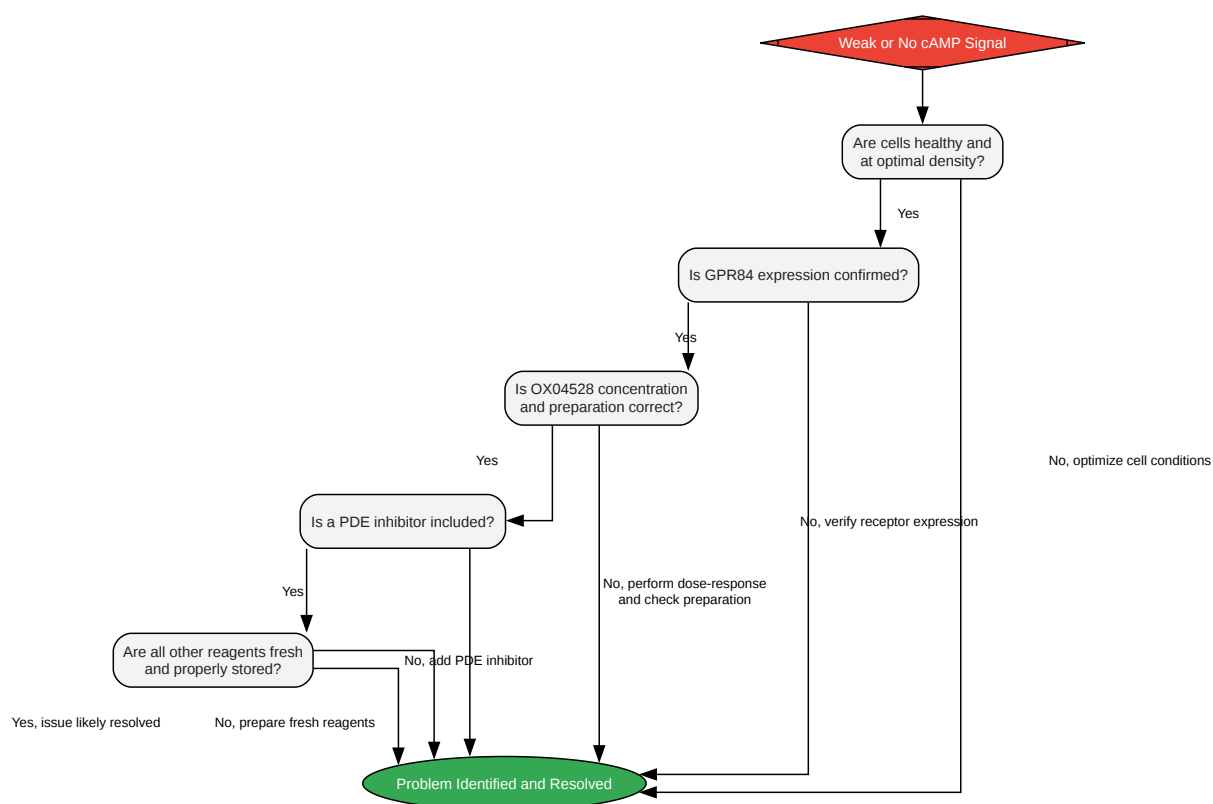 Weak or No cAMP Signal
Are cells healthy and
at optimal density?
Yes
Is GPR84 expression confirmed?
Yes
Is OX04528 concentration
and preparation correct?
Yes
No, optimize cell conditions
Is a PDE inhibitor included?
No, verify receptor expression
Yes
No, perform dose-response
and check preparation
Are all other reagents fresh
and properly stored?
No, add PDE inhibitor
Yes, issue likely resolved
No, prepare fresh reagents
Problem Identified and Resolved